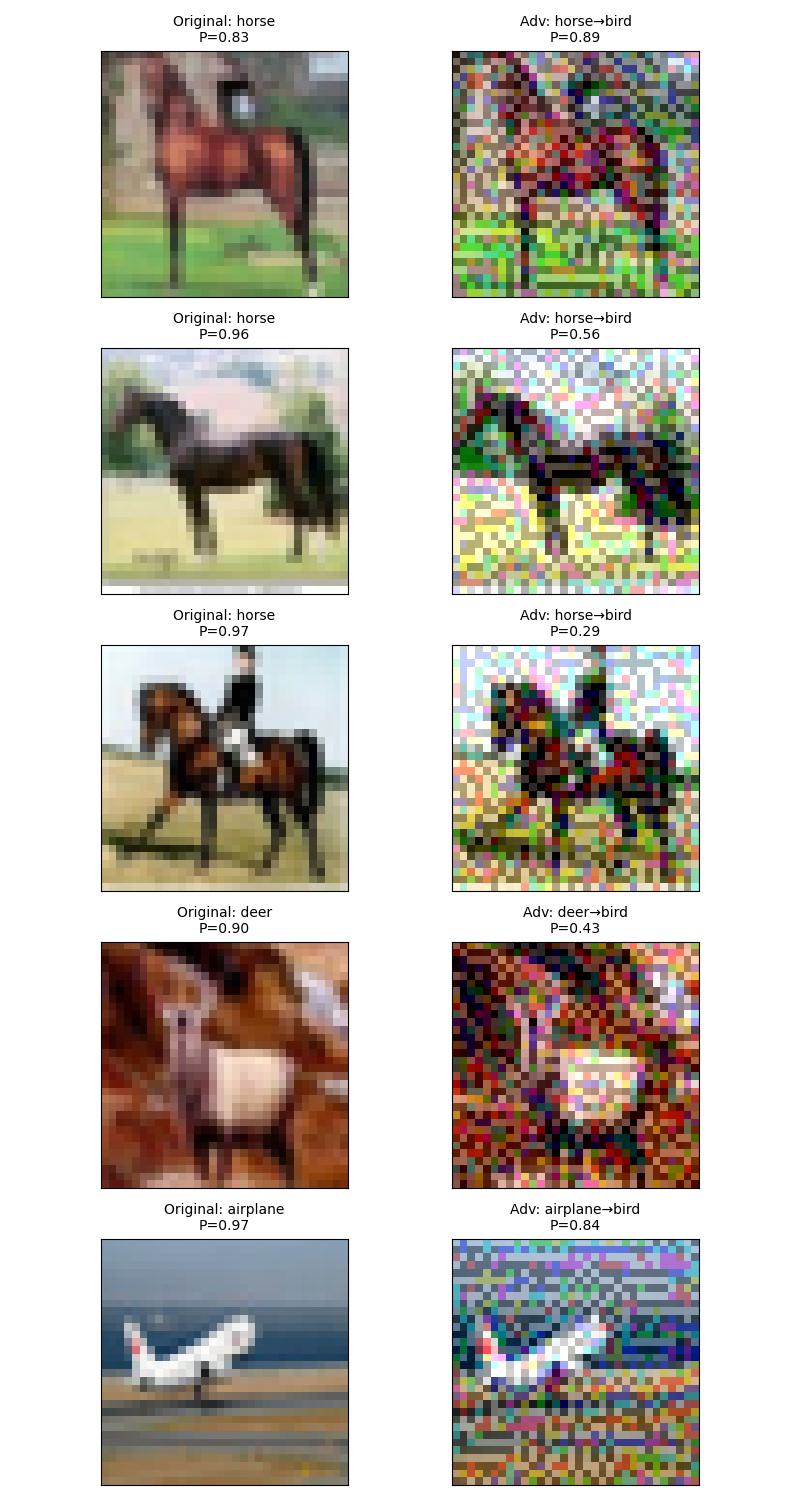 Original: horse
P=0.83
Adv: horse→bird
P=0.89
Original: horse
P=0.96
Adv: horse→bird
P=0.56
Original: horse
P=0.97
Adv: horse→bird
P=0.29
Original: deer
P=0.90
Adv: deer→bird
P=0.43
Original: airplane
P=0.97
Adv: airplane→bird
P=0.84